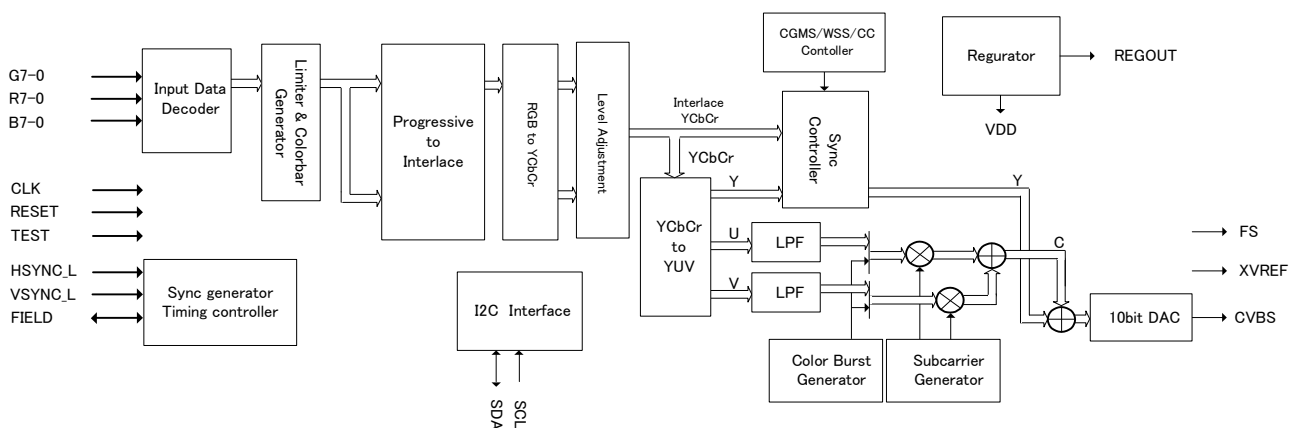 G7-0
R7-0
B7-0
CLK
RESET
TEST
HSYNC_L
VSYNC_L
FIELD
Input Data
Decoder
Limiter & Colorbar
Generator
Progressive
to
Interlace
RGB to YCbCr
Level Adjustment
Sync generator
Timing controller
I2C Interface
SDA
SCL
CGMS/WSS/CC
Contoller
Interlace
YCbCr
YCbCr
Sync
Controller
YCbCr
to
YUV
Y
U
V
LPF
LPF
Color Burst
Generator
Subcarrier
Generator
Y
C
10bit DAC
Regurator
REGOUT
VDD
FS
XVREF
CVBS